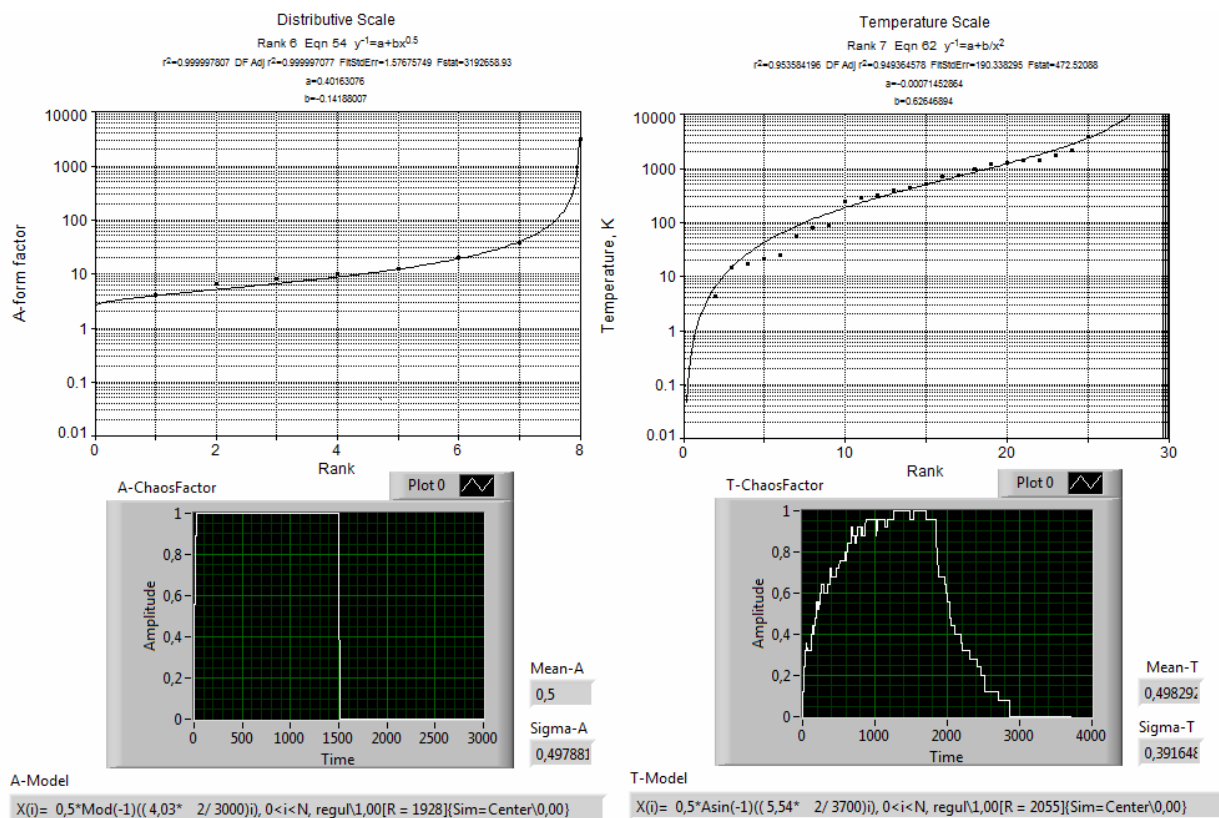 Distributive Scale
Rank 6 Eqn 54 y⁻¹=a+bx⁰·⁵
r²=0.999997807 DF Adj r²=0.999997077 FitStdErr=1.57675749 Fstat=3192658.93
a=0.40163076
b=-0.14188007
10000
1000
100
10
1
0.1
0.01
A-form factor
0
2
4
6
8
Rank
Temperature Scale
Rank 7 Eqn 62 y⁻¹=a+b/x²
r²=0.953584196 DF Adj r²=0.949364578 FitStdErr=190.338295 Fstat=472.52088
a=-0.00071452864
b=0.62646894
10000
1000
100
10
1
0.1
0.01
Temperature, K
0
10
20
30
Rank
A-ChaosFactor
Plot 0
1
0,8
0,6
0,4
0,2
0
Amplitude
0
500
1000
1500
2000
2500
3000
Time
Mean-A
0,5
Sigma-A
0,497881
A-Model
X(i)= 0,5*Mod(-1)(( 4,03* 2/ 3000)i), 0<i<N, regul\1,00[R = 1928]{Sim=Center\0,00}
T-ChaosFactor
Plot 0
1
0,8
0,6
0,4
0,2
0
Amplitude
0
1000
2000
3000
4000
Time
Mean-T
0,498292
Sigma-T
0,391648
T-Model
X(i)= 0,5*Asin(-1)(( 5,54* 2/ 3700)i), 0<i<N, regul\1,00[R = 2055]{Sim=Center\0,00}